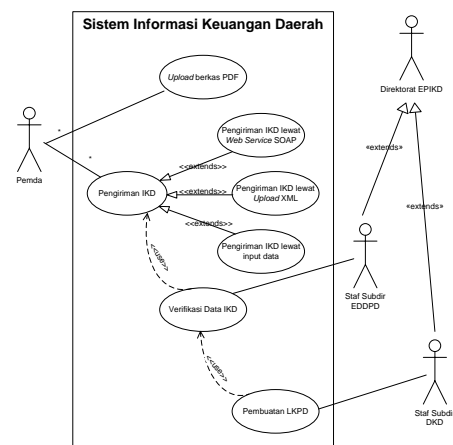 Sistem Informasi Keuangan Daerah
Upload berkas PDF
Direktorat EPIKD
Pemda
*
*
Pengiriman IKD lewat
Web Service SOAP
<<extends>>
Pengiriman IKD
<<extends>>
Pengiriman IKD lewat
Upload XML
<<extends>>
Pengiriman IKD lewat
input data
«extends»
«extends»
<<use>>
Verifikasi Data IKD
Staf Subdir
EDDPD
<<use>>
Pembuatan LKPD
Staf Subdi
DKD